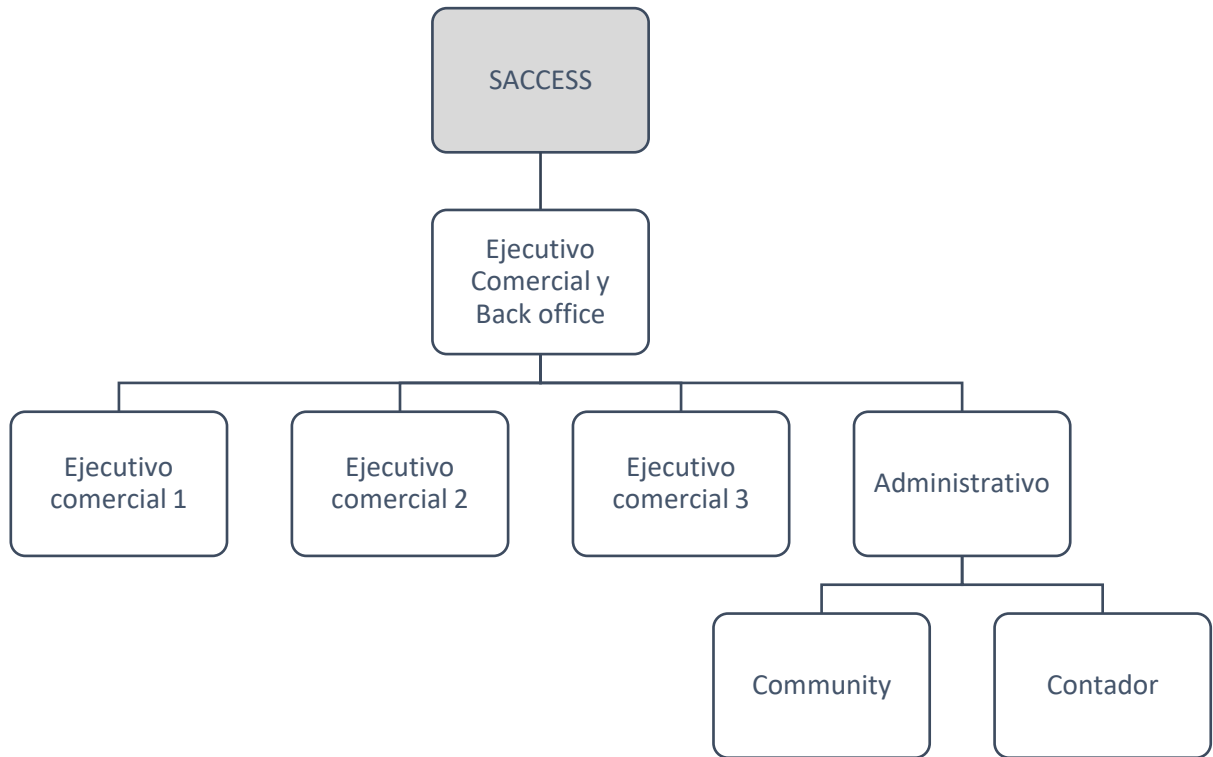 SACCESS
Ejecutivo
Comercial y
Back office
Ejecutivo
comercial 1
Ejecutivo
comercial 2
Ejecutivo
comercial 3
Administrativo
Community
Contador